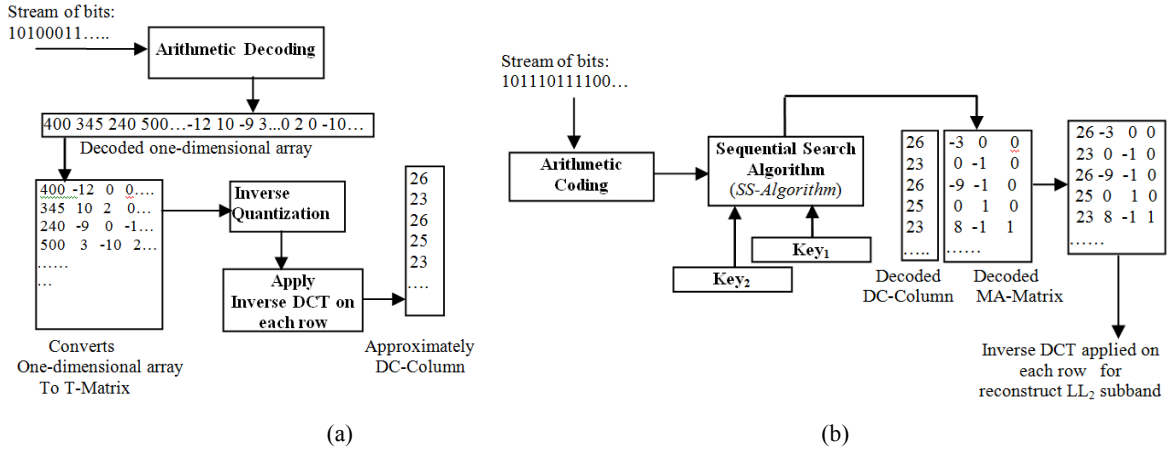 Stream of bits:
10100011.....
Arithmetic Decoding
400 345 240 500…-12 10 -9 3...0 2 0 -10…
Decoded one-dimensional array
400 -12 0 0….
345 10 2 0…
240 -9 0 -1…
500 3 -10 2…
……
…
Converts
One-dimensional array
To T-Matrix
Inverse
Quantization
Apply
Inverse DCT on
each row
26
23
26
25
23
….
Approximately
DC-Column
(a)
Stream of bits:
101110111100…
Arithmetic
Coding
Sequential Search
Algorithm
(SS-Algorithm)
Key1
Key2
26
23
26
25
23
…..
Decoded
DC-Column
-3 0 0
0 -1 0
-9 -1 0
0 1 0
8 -1 1
……
Decoded
MA-Matrix
26 -3 0 0
23 0 -1 0
26 -9 -1 0
25 0 1 0
23 8 -1 1
……
Inverse DCT applied on
each row for
reconstruct LL2 subband
(b)